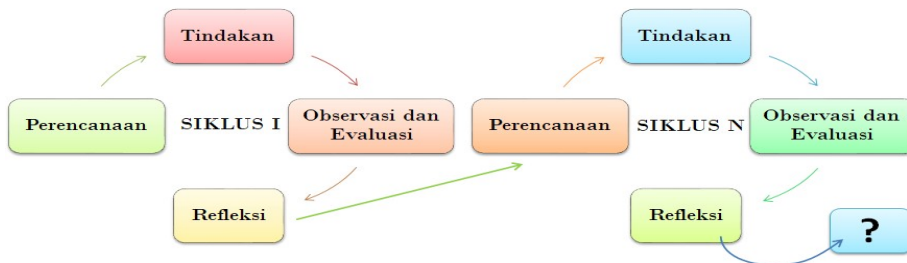 Tindakan
Perencanaan
SIKLUS I
Observasi dan
Evaluasi
Refleksi
Tindakan
Perencanaan
SIKLUS N
Observasi dan
Evaluasi
Refleksi
?